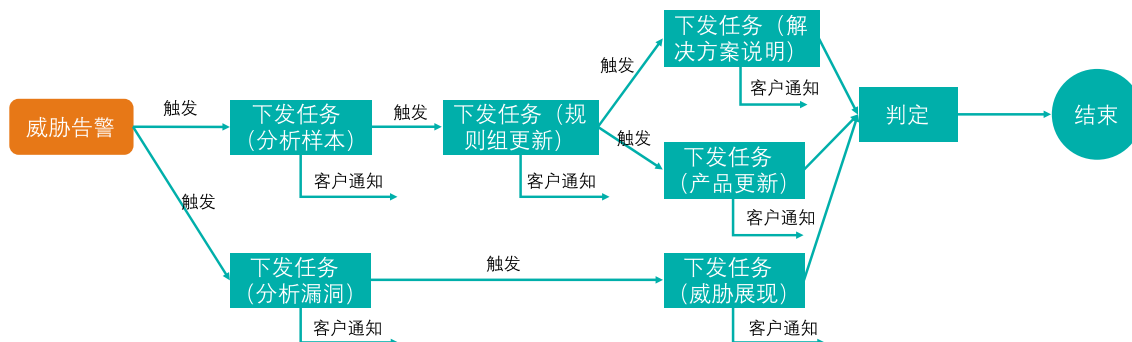 威胁告警
触发
下发任务
（分析样本）
客户通知
触发
下发任务（规
则组更新）
客户通知
触发
下发任务（解
决方案说明）
客户通知
触发
下发任务
（产品更新）
客户通知
判定
结束
触发
下发任务
（分析漏洞）
客户通知
触发
下发任务
（威胁展现）
客户通知